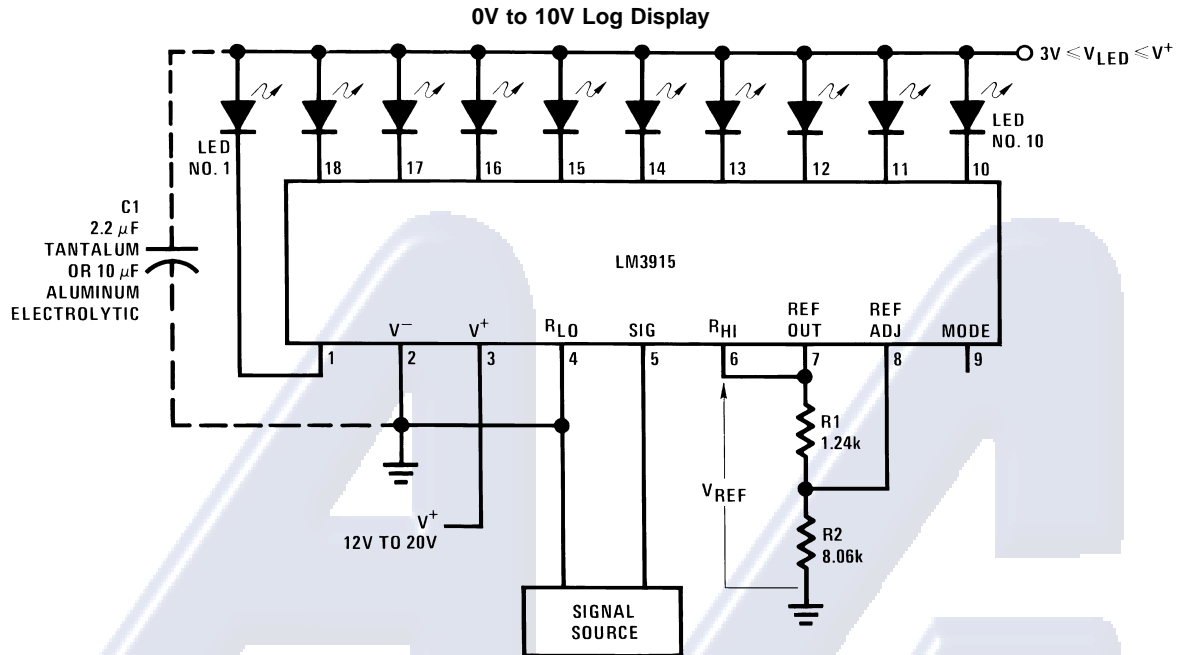 0V to 10V Log Display
3V ≤ V_LED ≤ V⁺
LED
NO. 1
LED
NO. 10
18
17
16
15
14
13
12
11
10
C1
2.2 μF
TANTALUM
OR 10 μF
ALUMINUM
ELECTROLYTIC
LM3915
V⁻
V⁺
R_LO
SIG
R_HI
REF
OUT
REF
ADJ
MODE
1
2
3
4
5
6
7
8
9
R1
1.24k
V_REF
V⁺
12V TO 20V
R2
8.06k
SIGNAL
SOURCE